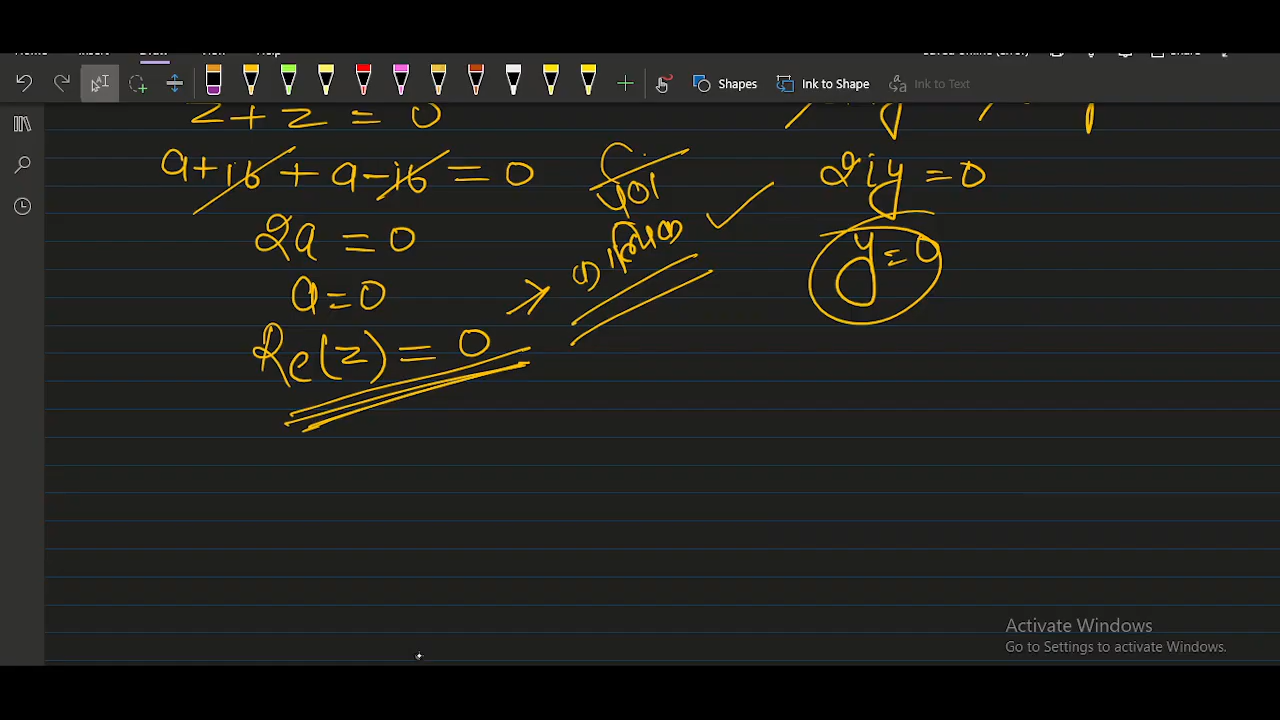 Shapes
Ink to Shape
Ink to Text
z + z = 0
a + ib + a - ib = 0
2a = 0
a = 0
Re(z) = 0
2iy = 0
y = 0
Activate Windows
Go to Settings to activate Windows.